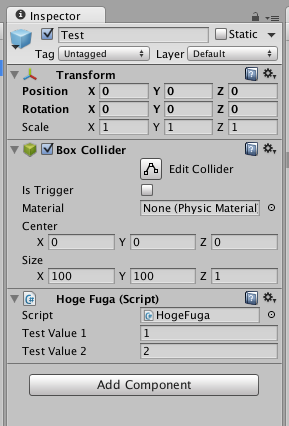 Inspector
Test
Static
Tag Untagged Layer Default
Transform
Position X 0 Y 0 Z 0
Rotation X 0 Y 0 Z 0
Scale X 1 Y 1 Z 1
Box Collider
Edit Collider
Is Trigger
Material None (Physic Material
Center
X 0 Y 0 Z 0
Size
X 100 Y 100 Z 1
Hoge Fuga (Script)
Script HogeFuga
Test Value 1 1
Test Value 2 2
Add Component